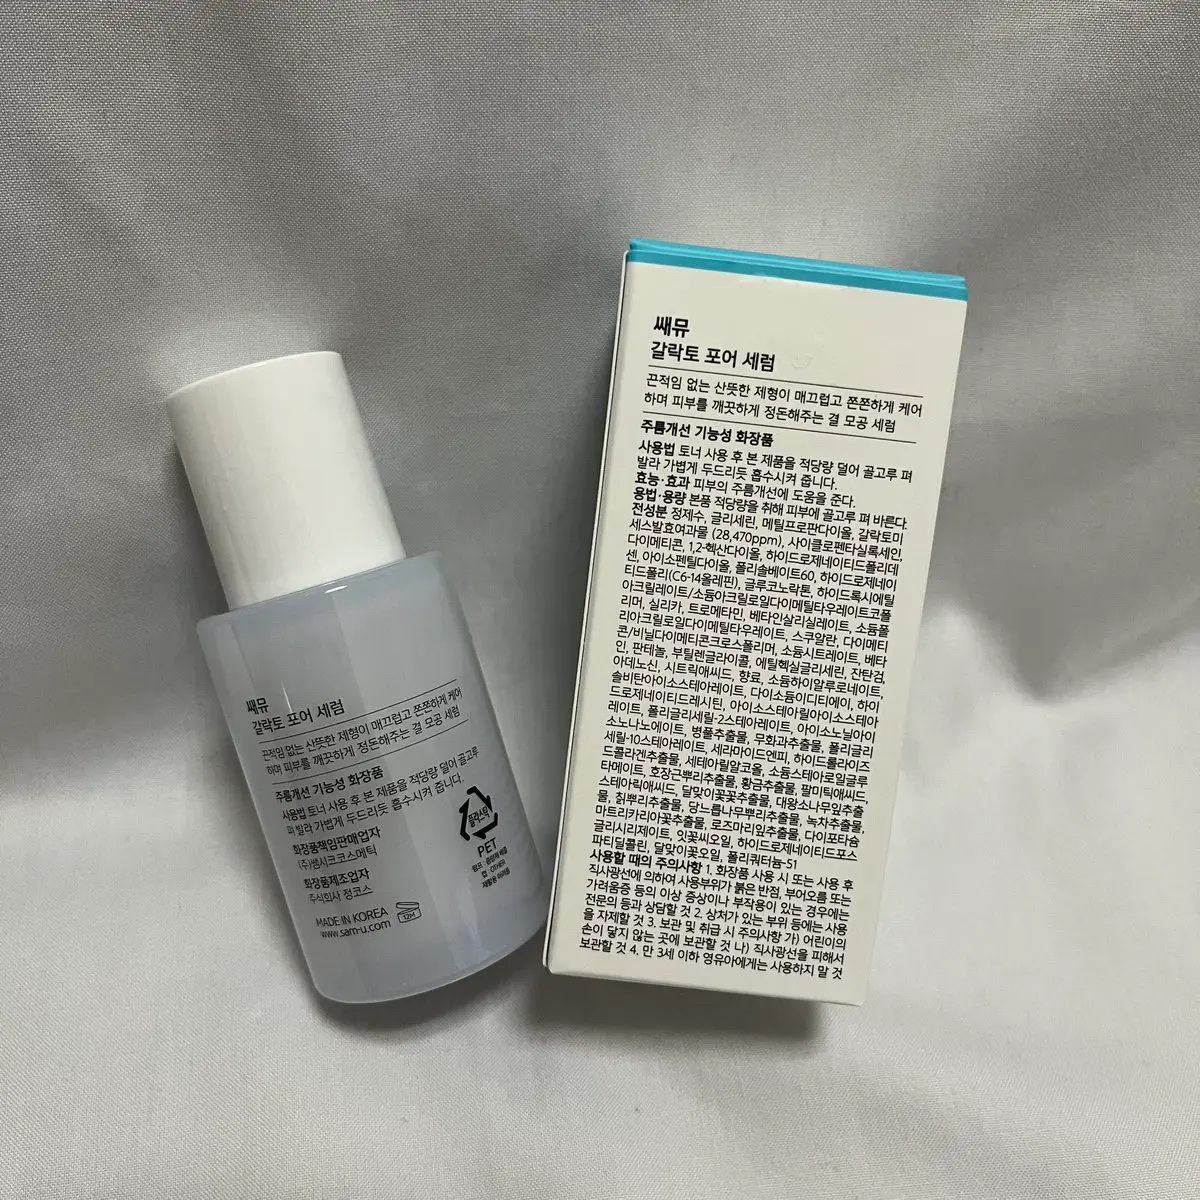 쌔뮤
갈락토 포어 세럼
끈적임 없는 산뜻한 제형이 매끄럽고 쫀쫀하게 케어
하며 피부를 깨끗하게 정돈해주는 결 모공 세럼
주름개선 기능성 화장품
사용법 토너 사용 후 본 제품을 적당량 덜어 골고루
펴 발라 가볍게 두드리듯 흡수시켜 줍니다.
화장품책임판매업자
(주)쌤시크코스메틱
화장품제조업자
주식회사 정코스
MADE IN KOREA
12M
www.sam-u.com
플라스틱
PET
캡 : OTHER
쌔뮤
갈락토 포어 세럼
끈적임 없는 산뜻한 제형이 매끄럽고 쫀쫀하게 케어
하며 피부를 깨끗하게 정돈해주는 결 모공 세럼
주름개선 기능성 화장품
사용법 토너 사용 후 본 제품을 적당량 덜어 골고루 펴
발라 가볍게 두드리듯 흡수시켜 줍니다.
효능·효과 피부의 주름개선에 도움을 준다.
용법·용량 본품 적당량을 취해 피부에 골고루 펴 바른다.
전성분 정제수, 글리세린, 메틸프로판다이올, 갈락토미
세스발효여과물 (28,470ppm), 사이클로펜타실록세인,
다이메티콘, 1,2-헥산다이올, 하이드로제네이티드폴리데
센, 아이소펜틸다이올, 폴리솔베이트60, 하이드로제네이
티드폴리(C6-14올레핀), 글루코노락톤, 하이드록시에틸
아크릴레이트/소듐아크릴로일다이메틸타우레이트코폴
리머, 실리카, 트로메타민, 베타인살리실레이트, 소듐폴
리아크릴로일다이메틸타우레이트, 스쿠알란, 다이메티
콘/비닐다이메티콘크로스폴리머, 소듐시트레이트, 베타
인, 판테놀, 부틸렌글라이콜, 에틸헥실글리세린, 잔탄검,
아데노신, 시트릭애씨드, 향료, 소듐하이알루로네이트,
솔비탄아이소스테아레이트, 다이소듐이디티에이, 하이
드로제네이티드레시틴, 아이소스테아릴아이소스테아
레이트, 폴리글리세릴-2스테아레이트, 아이소노닐아이
소노나노에이트, 병풀추출물, 무화과추출물, 폴리글리
세릴-10스테아레이트, 세라마이드엔피, 하이드롤라이즈
드콜라겐추출물, 세테아릴알코올, 소듐스테아로일글루
타메이트, 호장근뿌리추출물, 황금추출물, 팔미틱애씨드,
스테아릭애씨드, 달맞이꽃꽃추출물, 대왕소나무잎추출
물, 칡뿌리추출물, 당느릅나무뿌리추출물, 녹차추출물,
마트리카리아꽃추출물, 로즈마리잎추출물, 다이포타슘
글리시리제이트, 잇꽃씨오일, 하이드로제네이티드포스
파티딜콜린, 달맞이꽃오일, 폴리쿼터늄-51
사용할 때의 주의사항 1. 화장품 사용 시 또는 사용 후
직사광선에 의하여 사용부위가 붉은 반점, 부어오름 또는
가려움증 등의 이상 증상이나 부작용이 있는 경우에는
전문의 등과 상담할 것 2. 상처가 있는 부위 등에는 사용
을 자제할 것 3. 보관 및 취급 시 주의사항 가) 어린이의
손이 닿지 않는 곳에 보관할 것 나) 직사광선을 피해서
보관할 것 4. 만 3세 이하 영유아에게는 사용하지 말 것